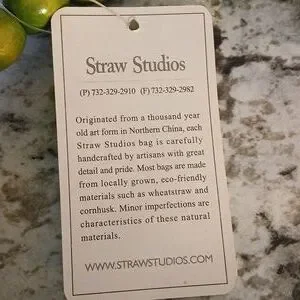 Straw Studios
(P) 732-329-2910 (F) 732-329-2982
Originated from a thousand year
old art form in Northern China, each
Straw Studios bag is carefully
handcrafted by artisans with great
detail and pride. Most bags are made
from locally grown, eco-friendly
materials such as wheatstraw and
cornhusk. Minor imperfections are
characteristics of these natural
materials.
WWW.STRAWSTUDIOS.COM